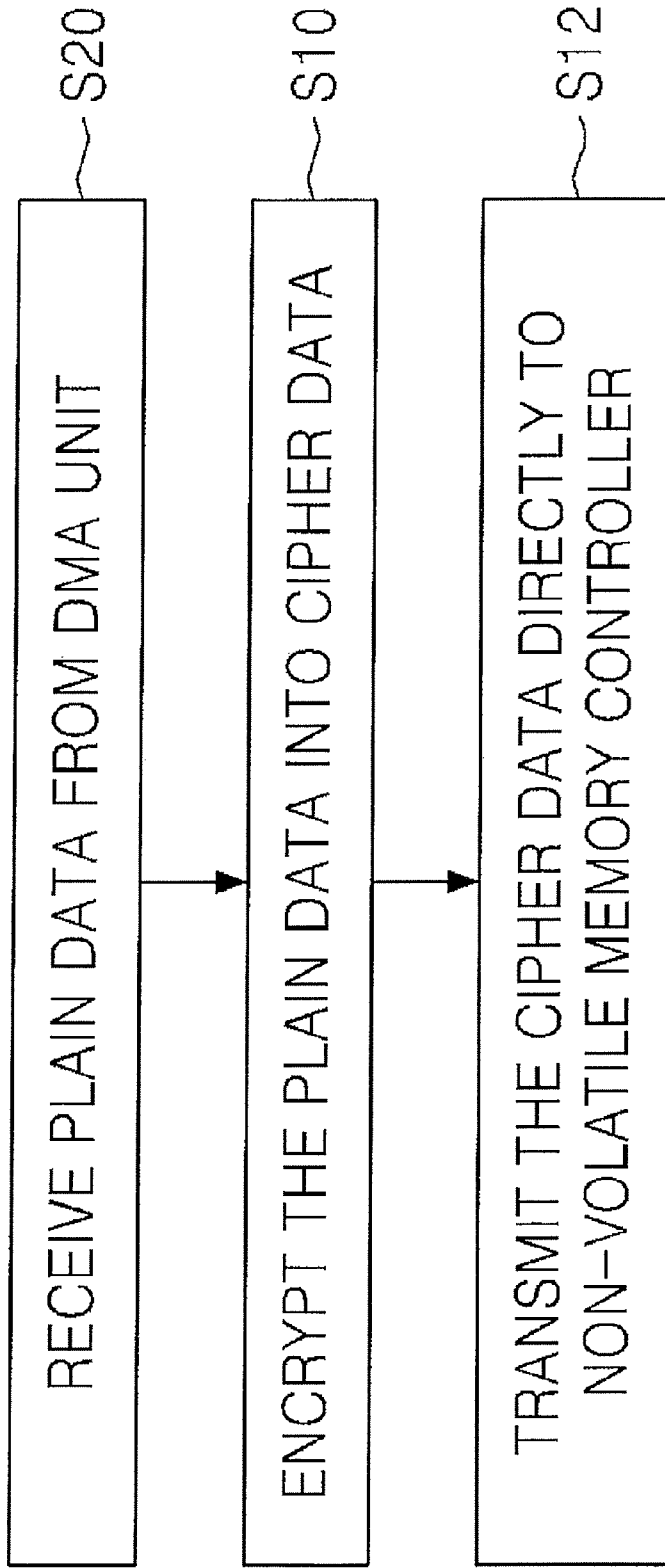 RECEIVE PLAIN DATA FROM DMA UNIT
S20
ENCRYPT THE PLAIN DATA INTO CIPHER DATA
S10
TRANSMIT THE CIPHER DATA DIRECTLY TO
NON-VOLATILE MEMORY CONTROLLER
S12